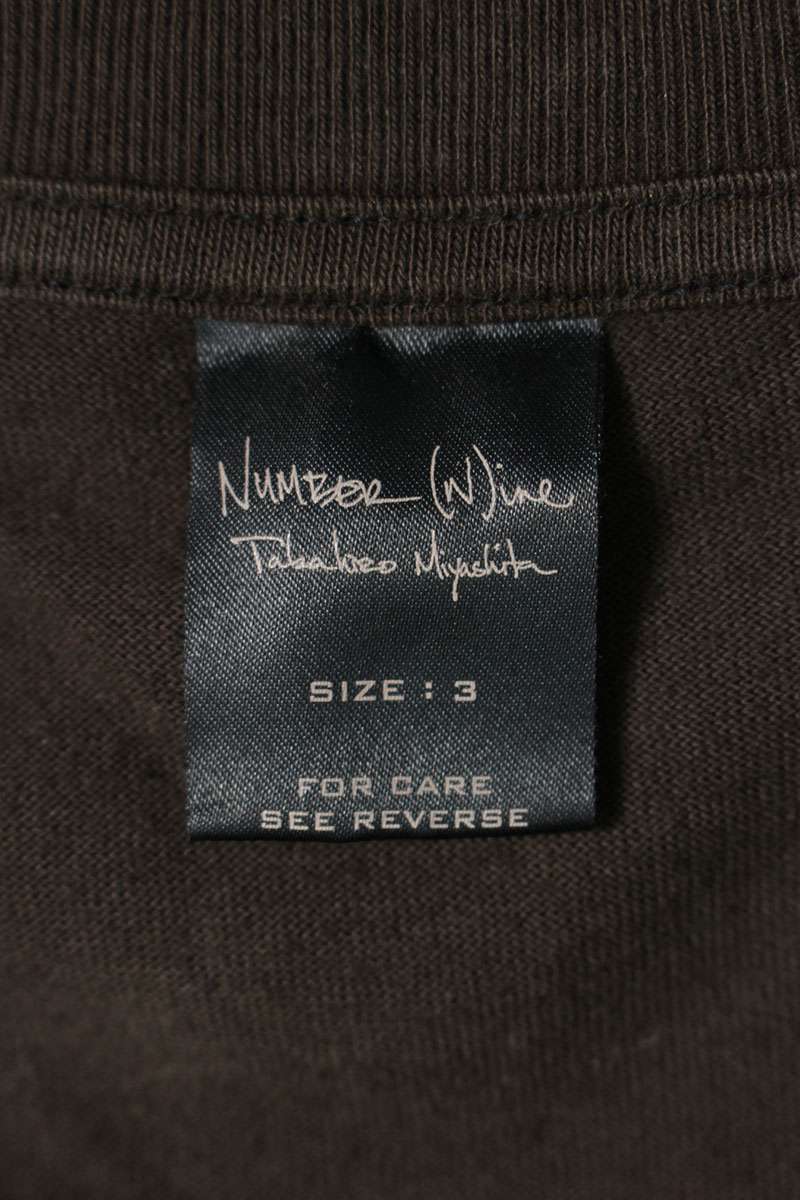 NUMBER (N)ine
Takahiro Miyashita
SIZE : 3
FOR CARE
SEE REVERSE